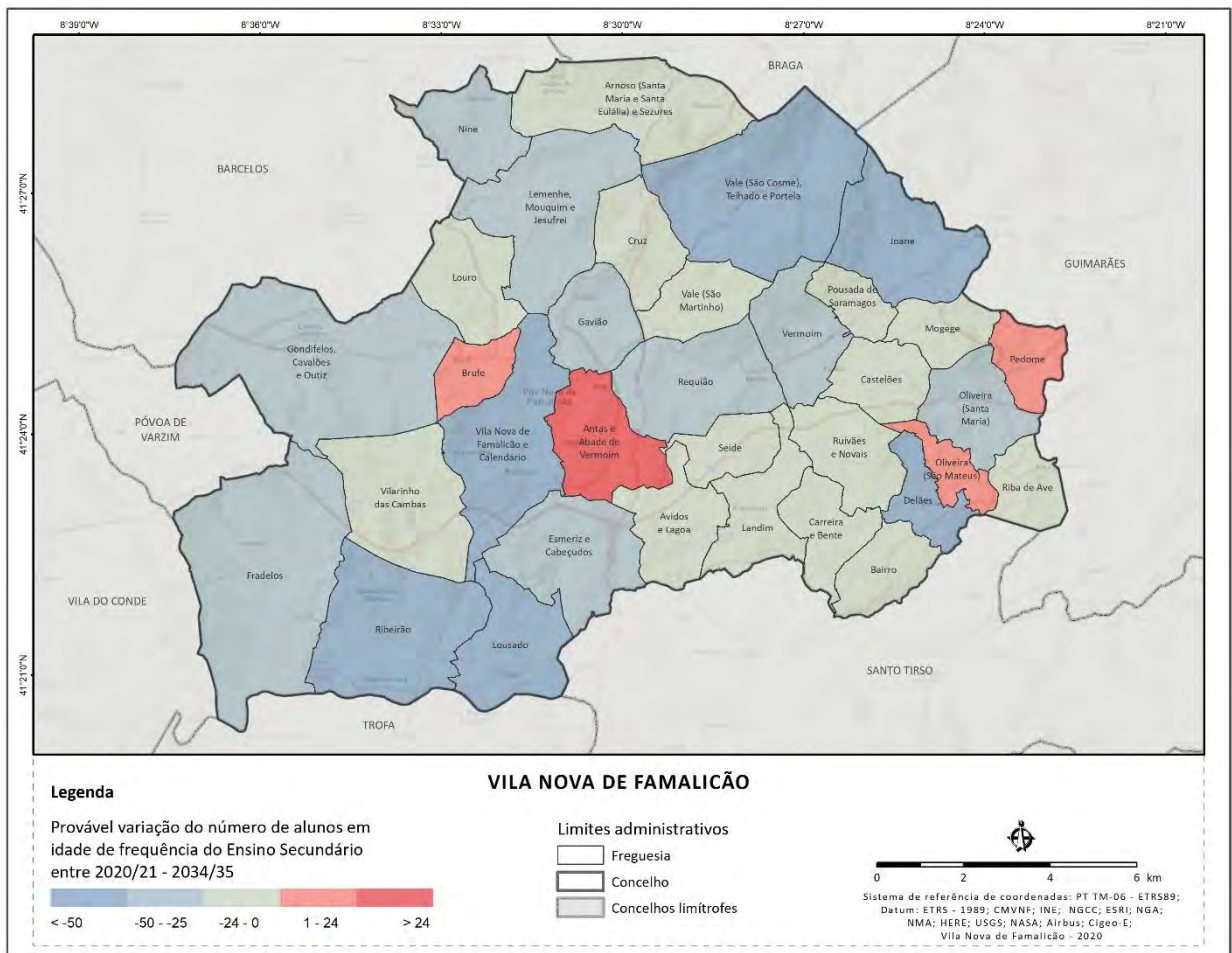 8°39'0"W
8°36'0"W
8°33'0"W
8°30'0"W
8°27'0"W
8°24'0"W
8°21'0"W
41°27'0"N
41°24'0"N
41°21'0"N
BRAGA
BARCELOS
GUIMARÃES
PÓVOA DE
VARZIM
VILA DO CONDE
TROFA
SANTO TIRSO
Arnoso (Santa
Maria e Santa
Eulália) e Sezures
Nine
Lemenhe,
Mouquim e
Jesufrei
Vale (São Cosme),
Telhado e Portela
Joane
Cruz
Louro
Vale (São
Martinho)
Pousada de
Saramagos
Gavião
Vermoim
Mogege
Pedome
Gondifelos,
Cavalões
e Outiz
Brufe
Requião
Castelões
Oliveira
(Santa
Maria)
Vila Nova de
Famalicão e
Calendário
Antas e
Abade de
Vermoim
Seide
Ruivães
e Novais
Oliveira
(São Mateus)
Riba de Ave
Delães
Vilarinho
das Cambas
Avidos
e Lagoa
Landim
Carreira
e Bente
Esmeriz e
Cabeçudos
Bairro
Fradelos
Ribeirão
Lousado
VILA NOVA DE FAMALICÃO
Legenda
Provável variação do número de alunos em
idade de frequência do Ensino Secundário
entre 2020/21 - 2034/35
< -50
-50 - -25
-24 - 0
1 - 24
> 24
Limites administrativos
Freguesia
Concelho
Concelhos limítrofes
0 2 4 6 km
Sistema de referência de coordenadas: PT TM-06 - ETRS89;
Datum: ETRS - 1989; CMVNF; INE; NGCC; ESRI; NGA;
NMA; HERE; USGS; NASA; Airbus; Cigeo-E;
Vila Nova de Famalicão - 2020